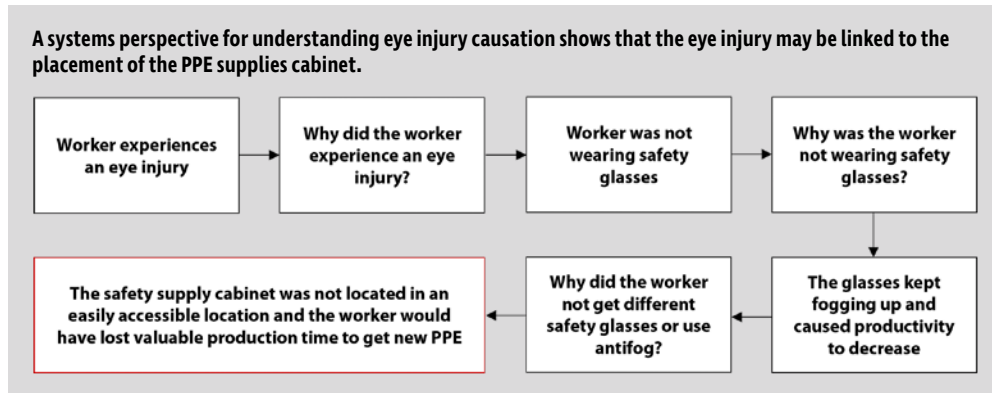 A systems perspective for understanding eye injury causation shows that the eye injury may be linked to the
placement of the PPE supplies cabinet.
Worker experiences
an eye injury
Why did the worker
experience an eye
injury?
Worker was not
wearing safety
glasses
Why was the worker
not wearing safety
glasses?
The glasses kept
fogging up and
caused productivity
to decrease
Why did the worker
not get different
safety glasses or use
antifog?
The safety supply cabinet was not located in an
easily accessible location and the worker would
have lost valuable production time to get new PPE